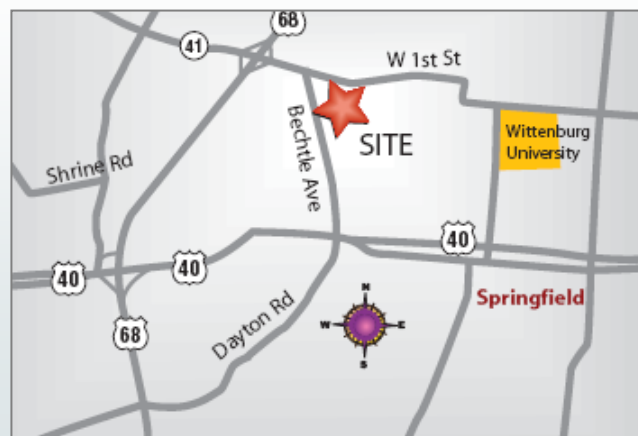 68
41
W 1st St
Bechtle Ave
SITE
Wittenburg
University
Shrine Rd
40
40
40
Springfield
N
W E
S
Dayton Rd
68